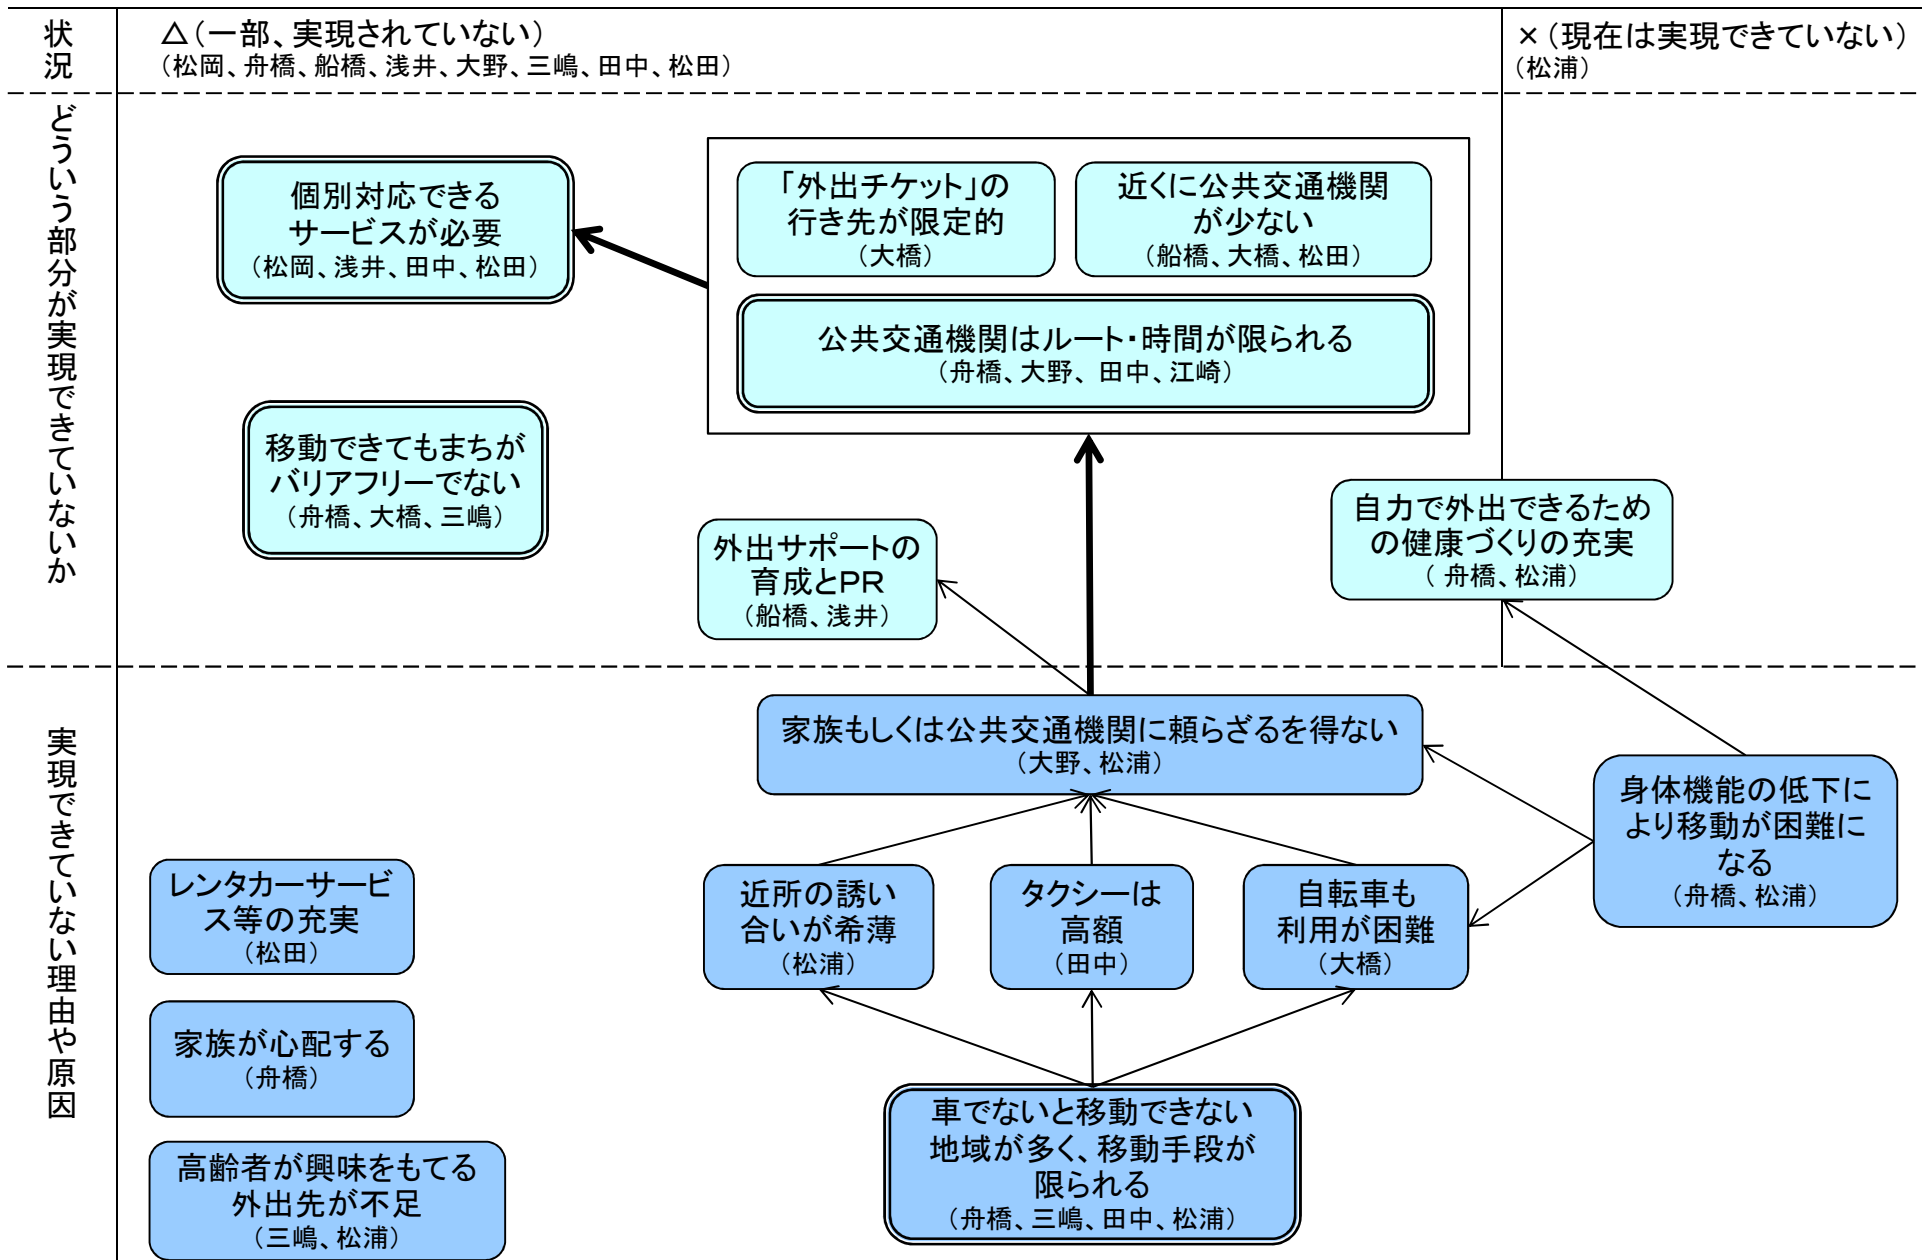 状況
△(一部、実現されていない)
(松岡、舟橋、船橋、浅井、大野、三嶋、田中、松田)
×(現在は実現できていない)
(松浦)
どういう部分が実現できていないか
個別対応できる
サービスが必要
(松岡、浅井、田中、松田)
「外出チケット」の
行き先が限定的
(大橋)
近くに公共交通機関
が少ない
(船橋、大橋、松田)
公共交通機関はルート・時間が限られる
(舟橋、大野、田中、江崎)
移動できてもまちが
バリアフリーでない
(舟橋、大橋、三嶋)
外出サポートの
育成とPR
(船橋、浅井)
自力で外出できるため
の健康づくりの充実
(舟橋、松浦)
実現できていない理由や原因
家族もしくは公共交通機関に頼らざるを得ない
(大野、松浦)
身体機能の低下に
より移動が困難に
なる
(舟橋、松浦)
レンタカーサービ
ス等の充実
(松田)
近所の誘い
合いが希薄
(松浦)
タクシーは
高額
(田中)
自転車も
利用が困難
(大橋)
家族が心配する
(舟橋)
車でないと移動できない
地域が多く、移動手段が
限られる
(舟橋、三嶋、田中、松浦)
高齢者が興味をもてる
外出先が不足
(三嶋、松浦)